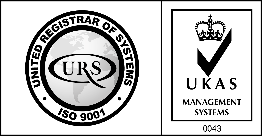 UNITED REGISTRAR OF SYSTEMS
URS
• ISO 9001 •
UKAS
MANAGEMENT
SYSTEMS
0043